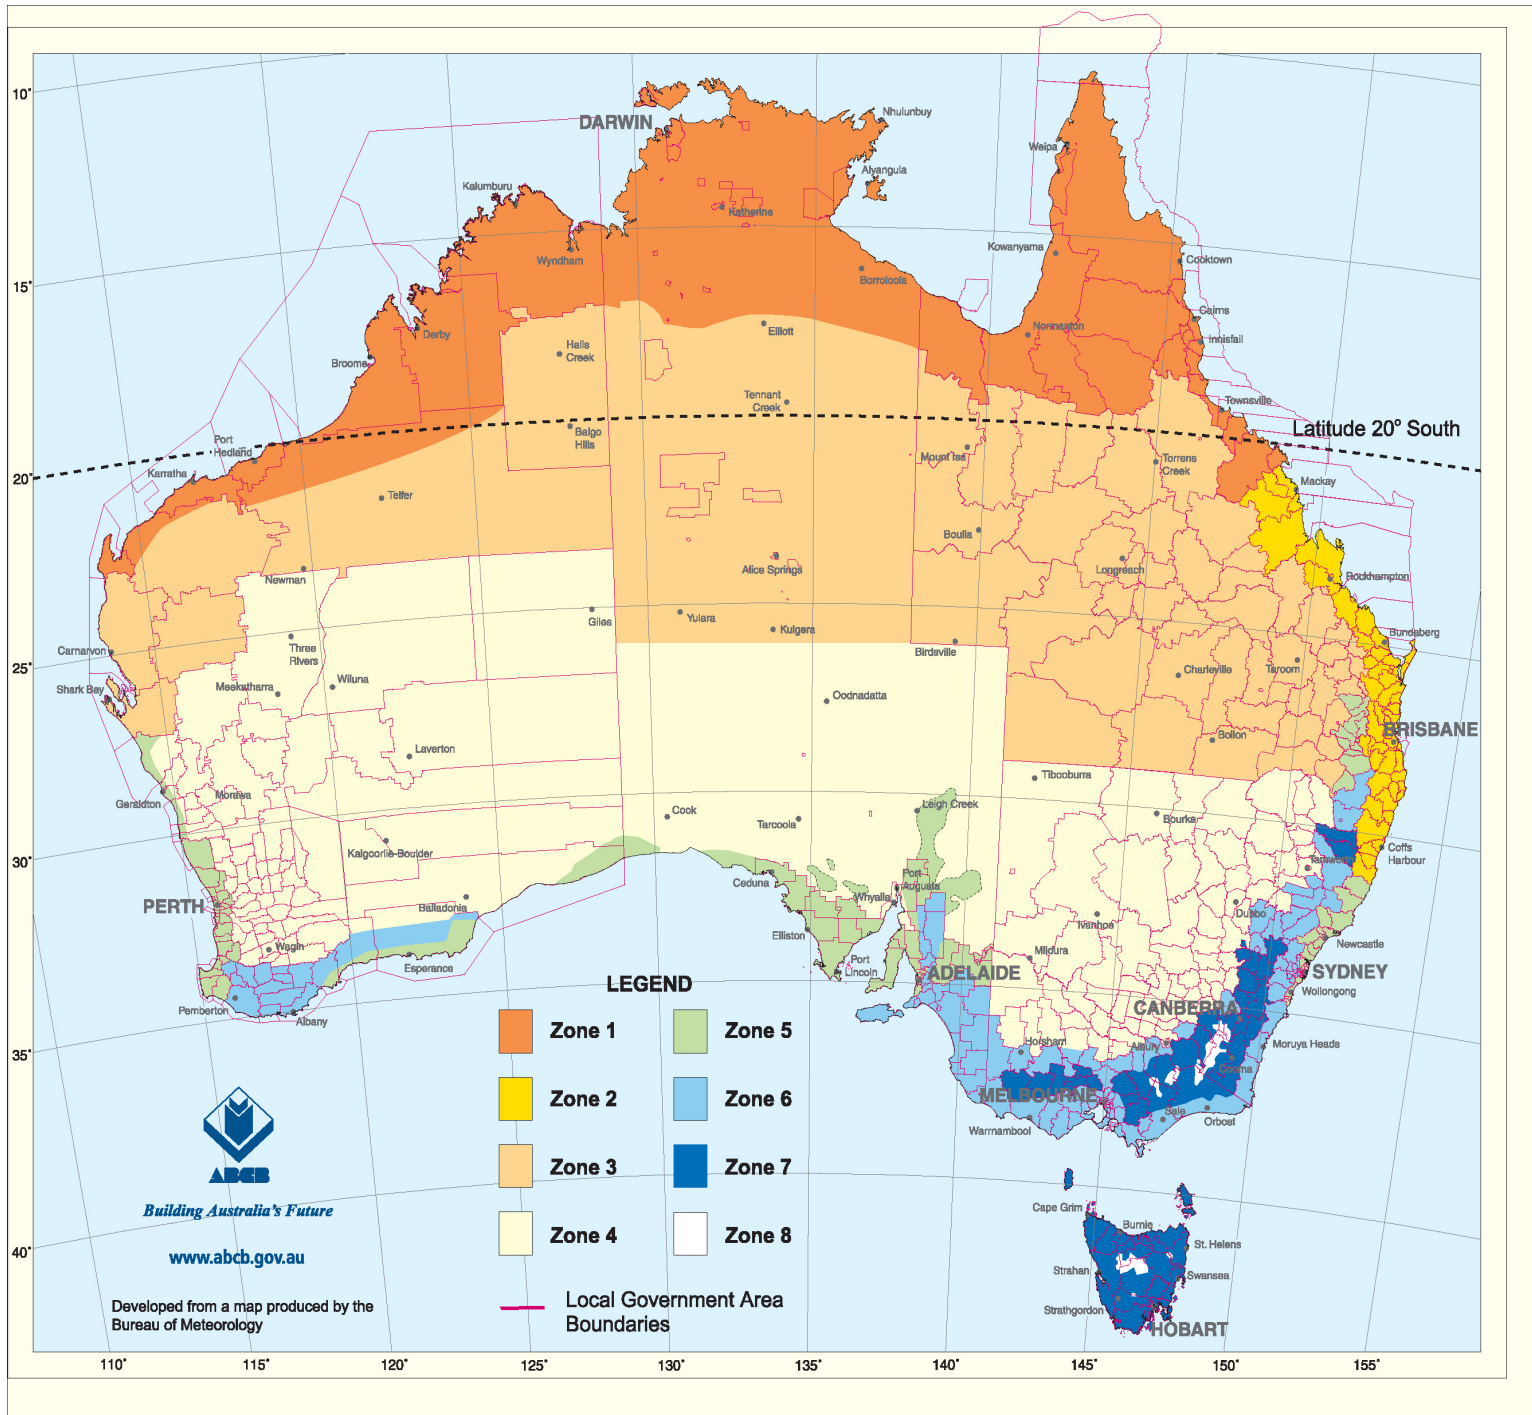 10°
15°
20°
25°
30°
35°
40°
DARWIN
Nhulunbuy
Alyangula
Weipa
Kalumburu
Katherine
Wyndham
Kowanyama
Cooktown
Borroloola
Derby
Broome
Halls
Creek
Elliott
Normanton
Cairns
Innisfail
Tennant
Creek
Townsville
Latitude 20° South
Port
Hedland
Karratha
Balgo
Hills
Mount Isa
Torrens
Creek
Mackay
Telfer
Boulia
Newman
Alice Springs
Longreach
Rockhampton
Giles
Yulara
Kulgera
Birdsville
Bundaberg
Carnarvon
Three
Rivers
Shark Bay
Meekatharra
Wiluna
Oodnadatta
Charleville
Taroom
BRISBANE
Laverton
Bollon
Geraldton
Morawa
Cook
Tarcoola
Leigh Creek
Tibooburra
Bourke
Kalgoorlie-Boulder
Coffs
Harbour
Tamworth
Ceduna
Port
Augusta
Whyalla
PERTH
Balladonia
Ivanhoe
Dubbo
Wagin
Elliston
Mildura
Newcastle
Esperance
Port
Lincoln
ADELAIDE
SYDNEY
Wollongong
Pemberton
Albany
CANBERRA
Horsham
Albury
Moruya Heads
Cooma
MELBOURNE
Warrnambool
Sale
Orbost
Cape Grim
Burnie
St. Helens
Strahan
Swansea
Strathgordon
HOBART
LEGEND
Zone 1
Zone 5
Zone 2
Zone 6
Zone 3
Zone 7
Zone 4
Zone 8
Local Government Area
Boundaries
ABCB
Building Australia's Future
www.abcb.gov.au
Developed from a map produced by the
Bureau of Meteorology
110°
115°
120°
125°
130°
135°
140°
145°
150°
155°